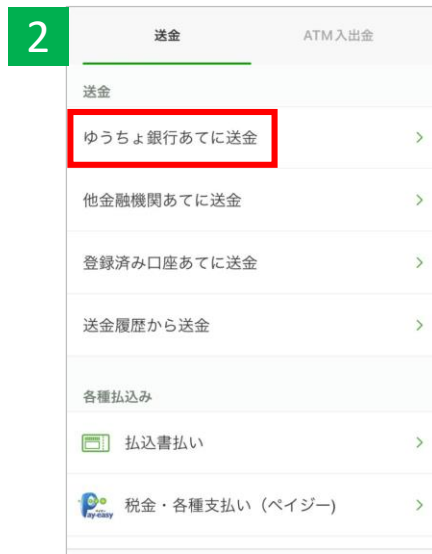 2
送金 ATM入出金
送金
ゆうちょ銀行あてに送金
他金融機関あてに送金
登録済み口座あてに送金
送金履歴から送金
各種払込み
払込書払い
Pay-easy 税金・各種支払い（ペイジー)